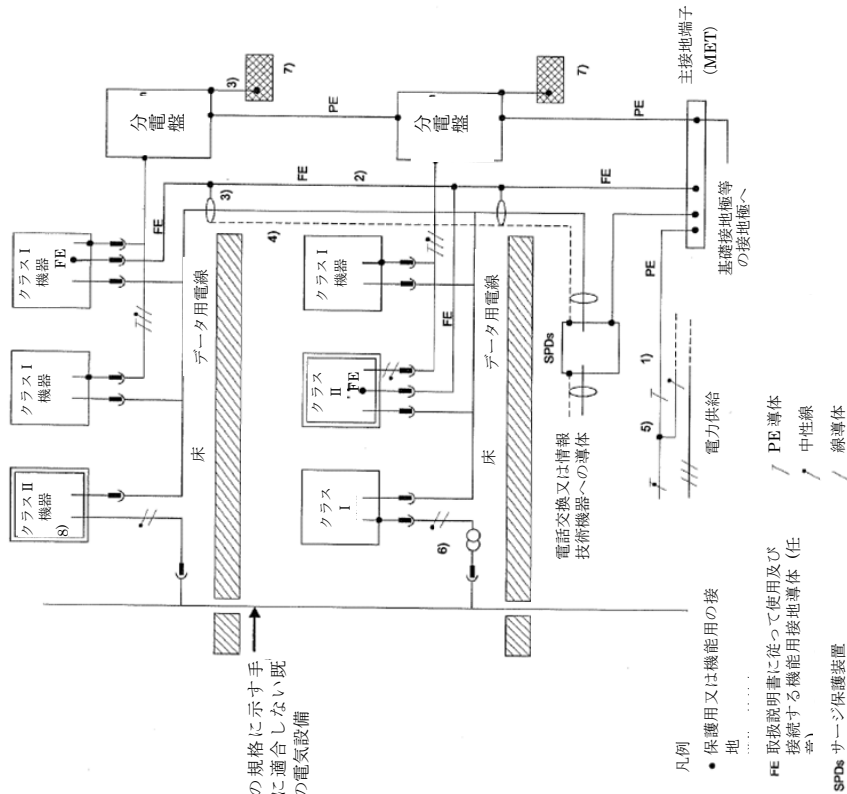 分電盤
3)
7)
PE
分電盤
7)
PE
主接地端子
(MET)
FE
3)
2)
FE
FE
4)
クラスⅠ
機器
FE
FE
データ用電線
クラスⅠ
機器
クラスⅡ
機器
8)
床
クラスⅠ
機器
クラス
Ⅱ
FE
クラス
Ⅰ
6)
データ用電線
床
SPDs
電話交換又は情報
技術機器への導体
基礎接地極等
の接地極へ
PE
1)
5)
電力供給
の規格に示す手
に適合しない既
の電気設備
凡例
● 保護用又は機能用の接
地
FE 取扱説明書に従って使用及び
接続する機能用接地導体（任
意）
SPDs サージ保護装置
PE 導体
中性線
線導体